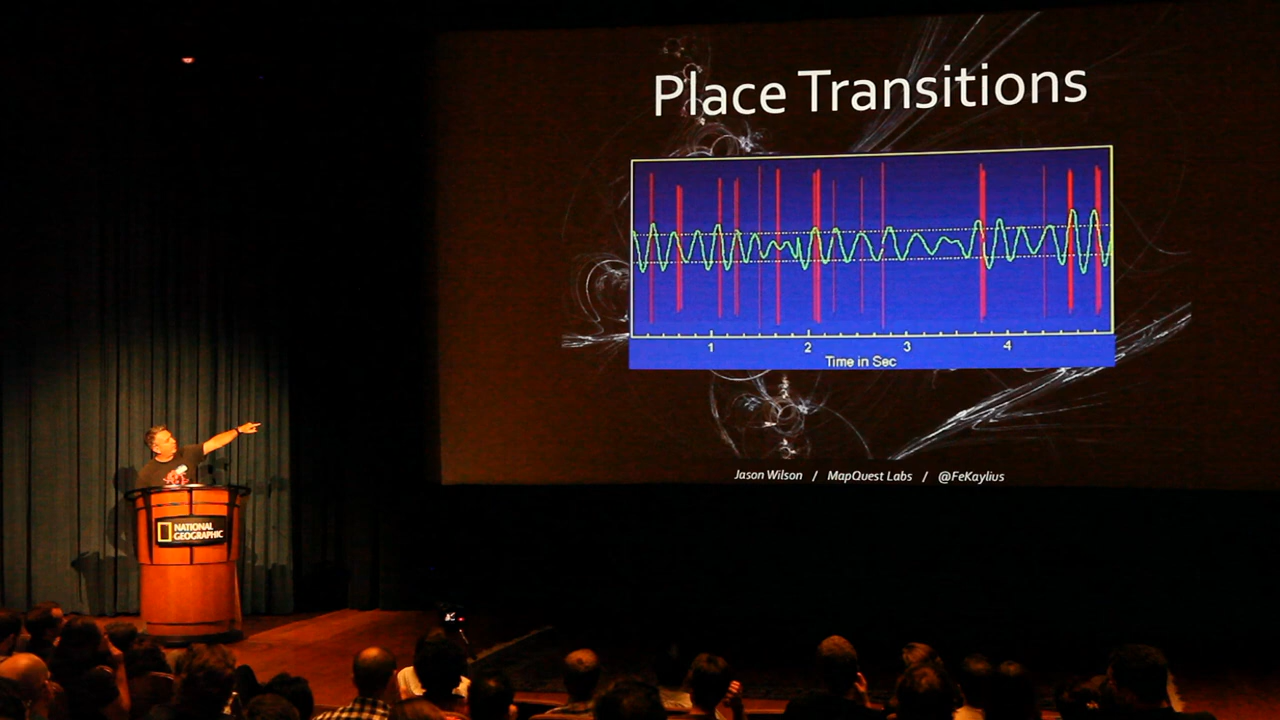 Place Transitions
1 2 3 4
Time in Sec
Jason Wilson / MapQuest Labs / @FeKaylius
NATIONAL
GEOGRAPHIC